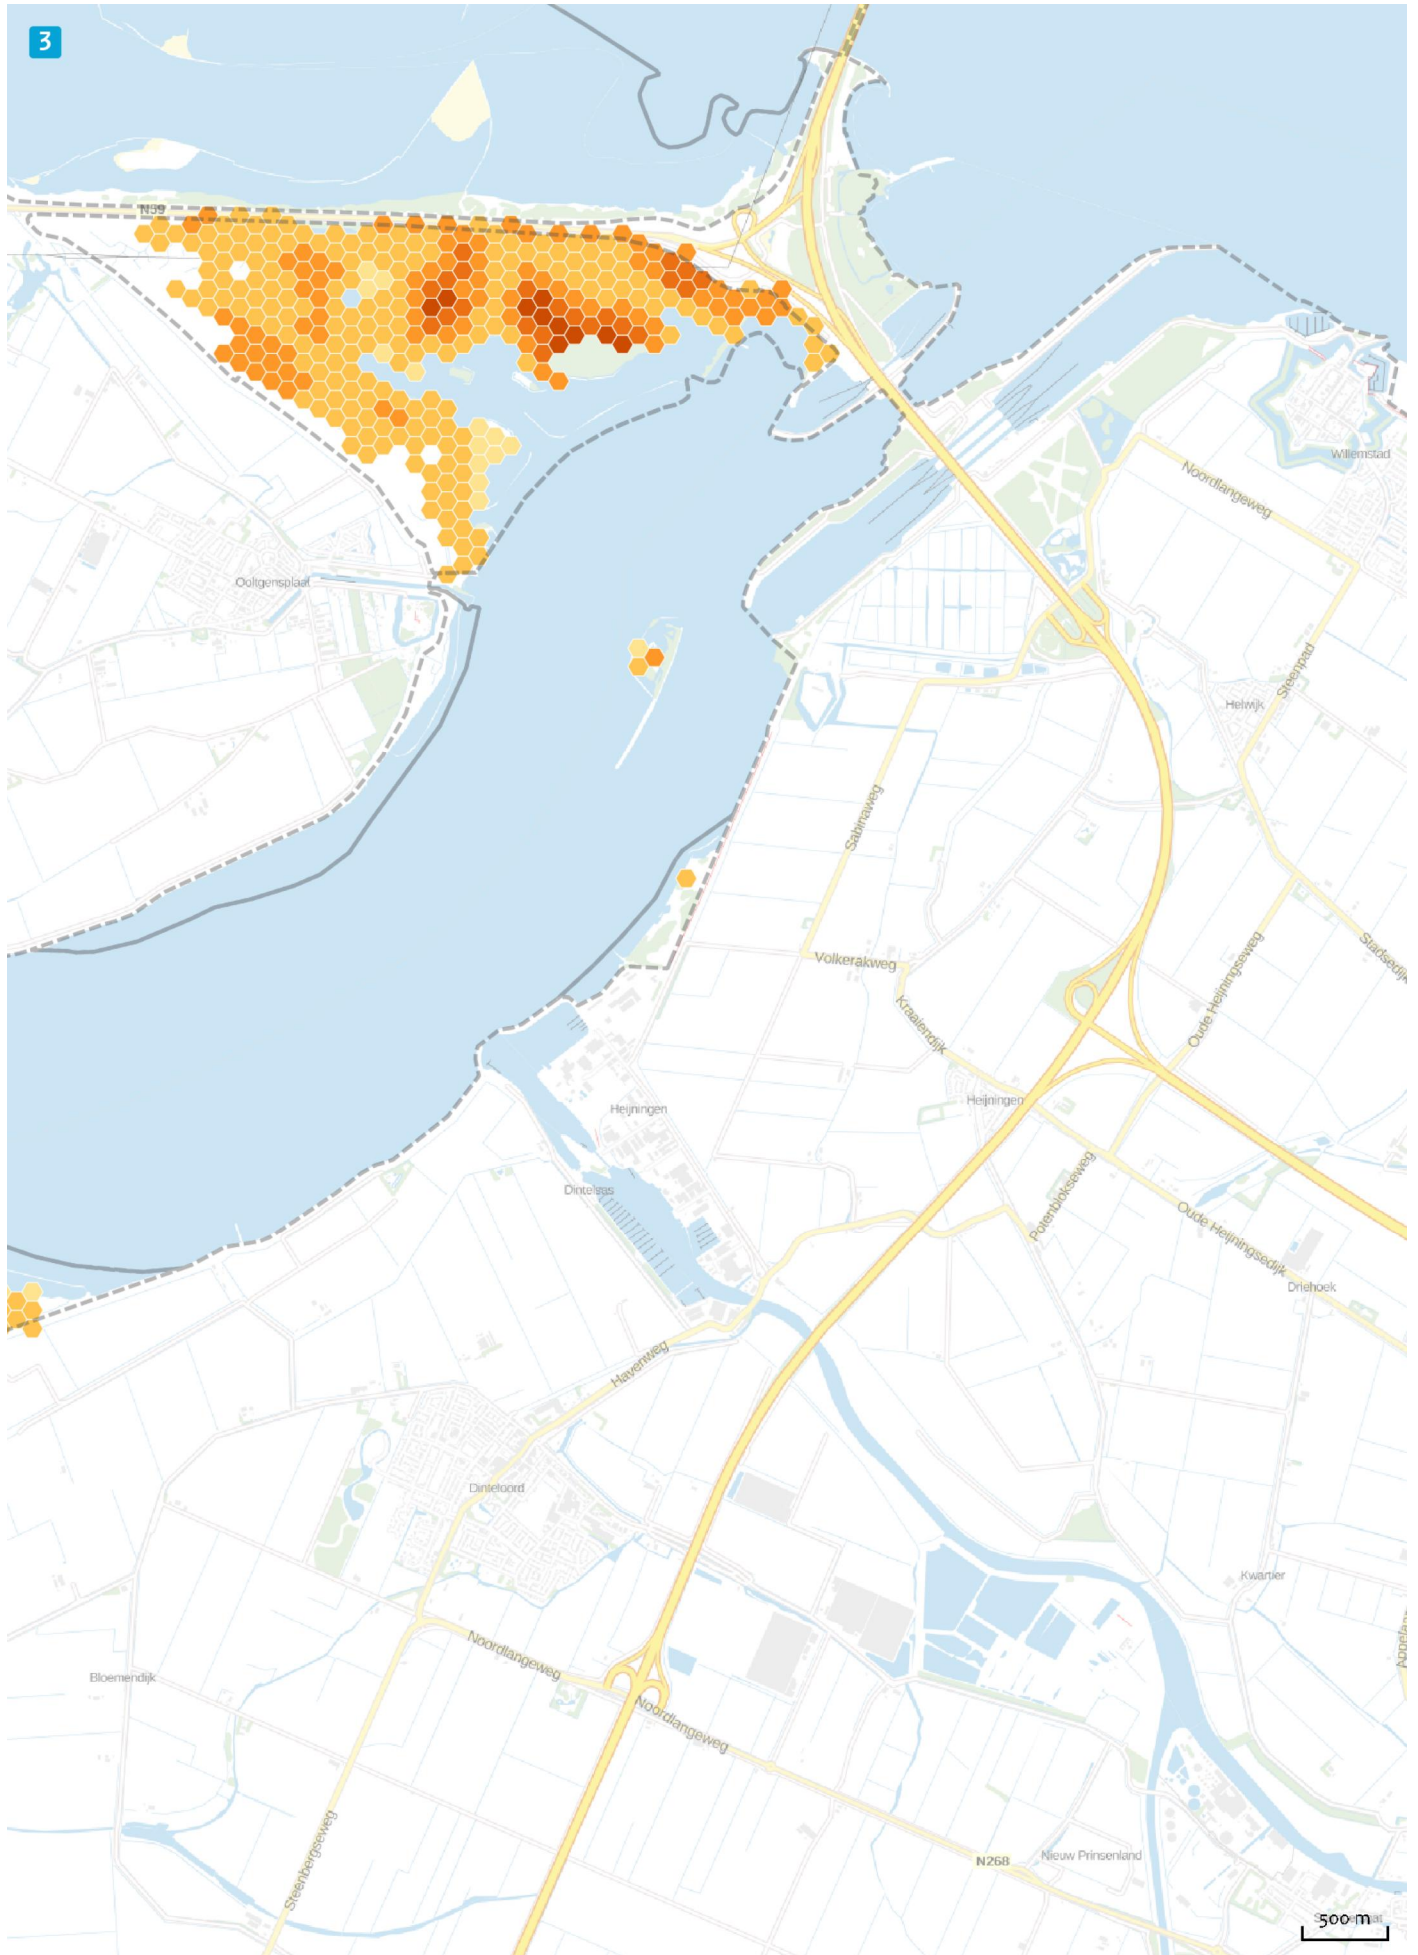 3
N59
Willemstad
Noordlangeweg
Ooltgensplaat
Steenpad
Helwijk
Sabinaweg
Stadsedijk
Volkerakweg
Oude Heijningseweg
Kraaiendijk
Heijningen
Heijningen
Dintelsas
Potenblokseweg
Oude Heijningsedijk
Driehoek
Havenweg
Dinteloord
Kwartier
Noordlangeweg
Bloemendijk
Noordlangeweg
Steenbergseweg
N268
Nieuw Prinsenland
500 m